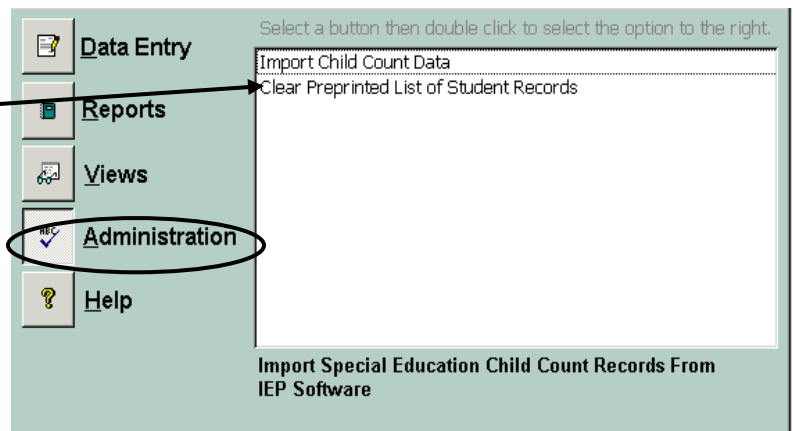 Select a button then double click to select the option to the right.
Data Entry
Import Child Count Data
Clear Preprinted List of Student Records
Reports
Views
ABC
Administration
?
Help
Import Special Education Child Count Records From
IEP Software